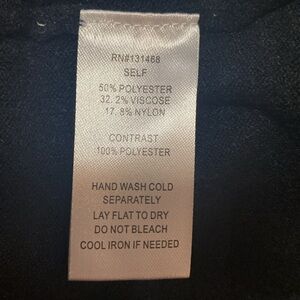 RN#131468
SELF
50% POLYESTER
32. 2% VISCOSE
17. 8% NYLON
CONTRAST
100% POLYESTER
HAND WASH COLD
SEPARATELY
LAY FLAT TO DRY
DO NOT BLEACH
COOL IRON IF NEEDED